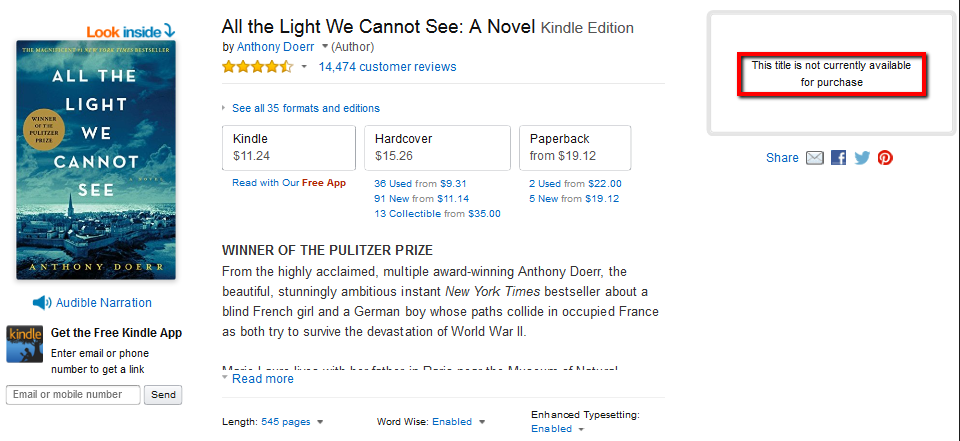 Look inside
THE MAGNIFICENT #1 NEW YORK TIMES BESTSELLER
ALL THE
LIGHT
WE
CANNOT
SEE
WINNER
OF THE
PULITZER
PRIZE
A NOVEL
ANTHONY DOERR
Audible Narration
kindle
Get the Free Kindle App
Enter email or phone
number to get a link
Email or mobile number
Send
All the Light We Cannot See: A Novel Kindle Edition
by Anthony Doerr (Author)
14,474 customer reviews
See all 35 formats and editions
Kindle
$11.24
Read with Our Free App
Hardcover
$15.26
36 Used from $9.31
91 New from $11.14
13 Collectible from $35.00
Paperback
from $19.12
2 Used from $22.00
5 New from $19.12
WINNER OF THE PULITZER PRIZE
From the highly acclaimed, multiple award-winning Anthony Doerr, the
beautiful, stunningly ambitious instant New York Times bestseller about a
blind French girl and a German boy whose paths collide in occupied France
as both try to survive the devastation of World War II.
Marie-Laure lives with her father in Paris near the Museum of Natural
Read more
Length: 545 pages
Word Wise: Enabled
Enhanced Typesetting:
Enabled
This title is not currently available
for purchase
Share